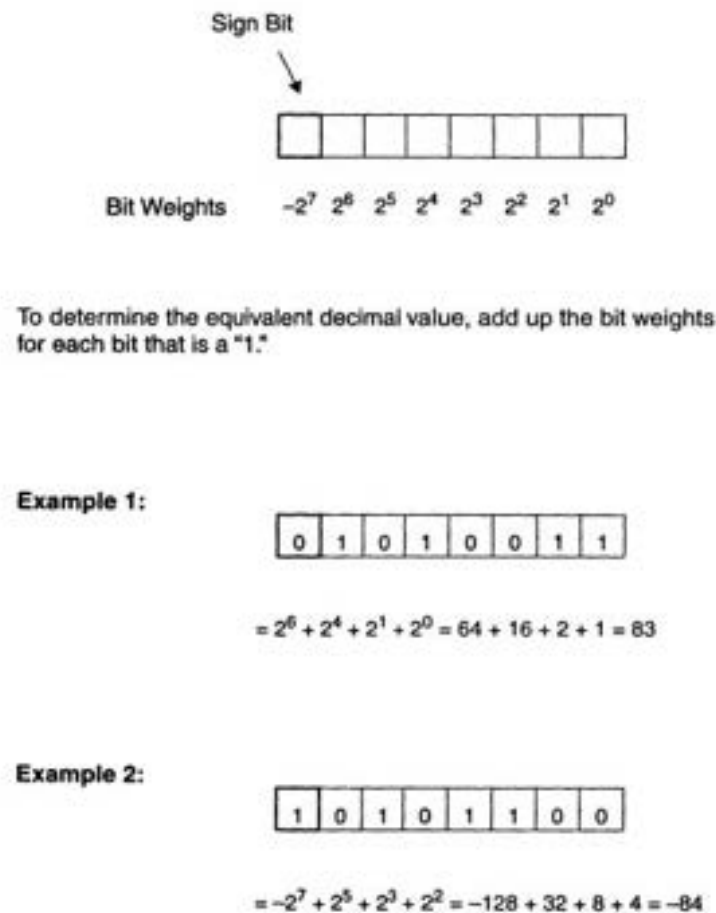 Sign Bit
Bit Weights −2⁷ 2⁶ 2⁵ 2⁴ 2³ 2² 2¹ 2⁰
To determine the equivalent decimal value, add up the bit weights
for each bit that is a "1."
Example 1:
0 1 0 1 0 0 1 1
= 2⁶ + 2⁴ + 2¹ + 2⁰ = 64 + 16 + 2 + 1 = 83
Example 2:
1 0 1 0 1 1 0 0
= −2⁷ + 2⁵ + 2³ + 2² = −128 + 32 + 8 + 4 = −84